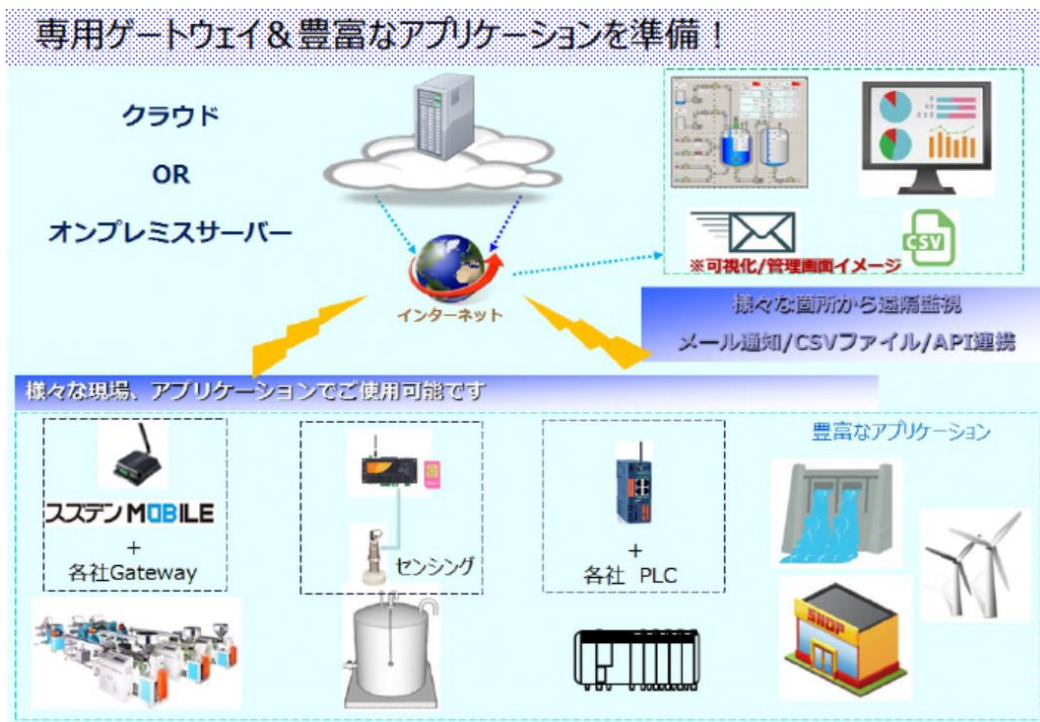 専用ゲートウェイ&豊富なアプリケーションを準備!
クラウド
OR
オンプレミスサーバー
インターネット
CSV
※可視化/管理画面イメージ
様々な箇所から遠隔監視
メール通知/CSVファイル/API連携
様々な現場、アプリケーションでご使用可能です
スズデン MOBILE
+
各社Gateway
センシング
+
各社 PLC
豊富なアプリケーション
SHOP